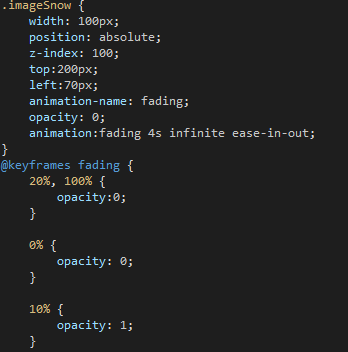 .imageSnow {
    width: 100px;
    position: absolute;
    z-index: 100;
    top:200px;
    left:70px;
    animation-name: fading;
    opacity: 0;
    animation:fading 4s infinite ease-in-out;
}
@keyframes fading {
    20%, 100% {
        opacity:0;
    }

    0% {
        opacity: 0;
    }

    10% {
        opacity: 1;
    }